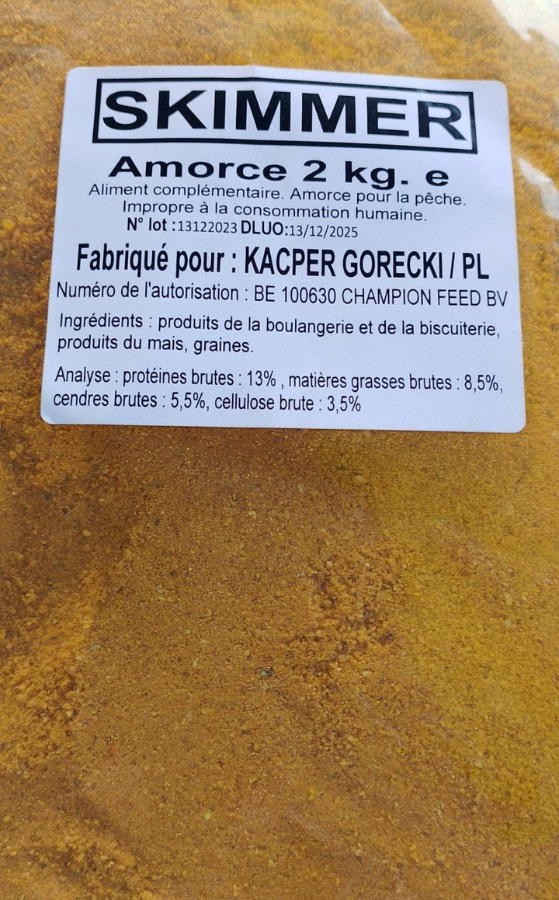 SKIMMER
Amorce 2 kg. e
Aliment complémentaire. Amorce pour la pêche.
Impropre à la consommation humaine.
N° lot :13122023 DLUO:13/12/2025
Fabriqué pour : KACPER GORECKI / PL
Numéro de l'autorisation : BE 100630 CHAMPION FEED BV
Ingrédients : produits de la boulangerie et de la biscuiterie,
produits du mais, graines.
Analyse : protéines brutes : 13% , matières grasses brutes : 8,5%,
cendres brutes : 5,5%, cellulose brute : 3,5%